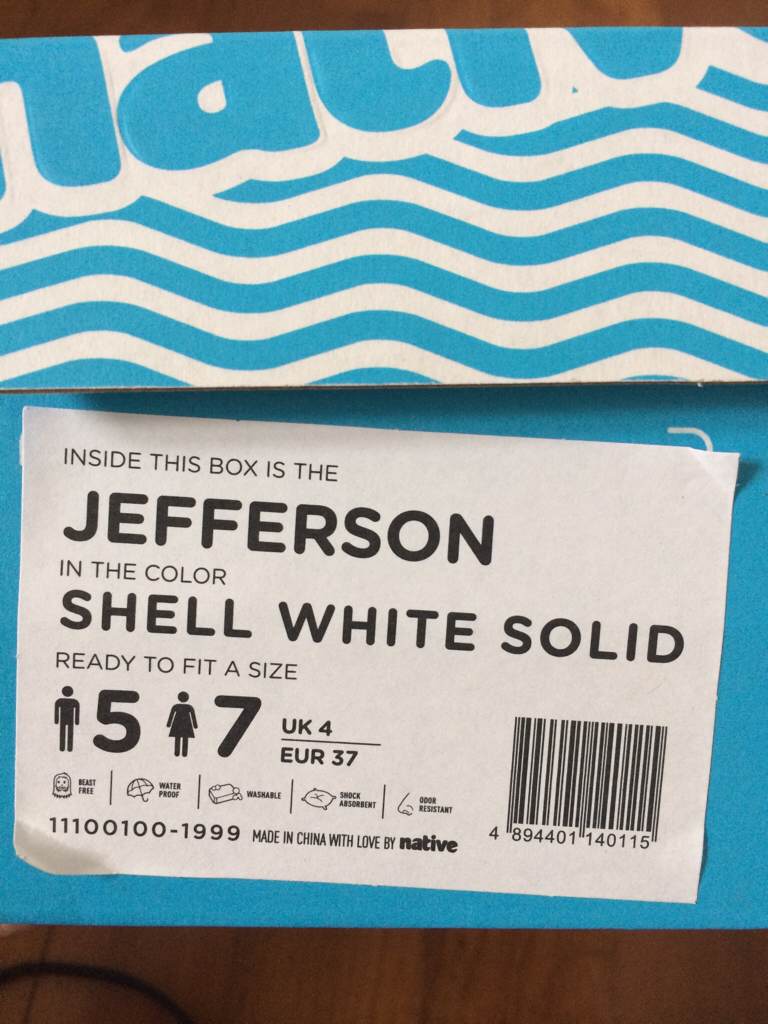 nativ
INSIDE THIS BOX IS THE
JEFFERSON
IN THE COLOR
SHELL WHITE SOLID
READY TO FIT A SIZE
5 7 UK 4
EUR 37
BEAST FREE
WATER PROOF
WASHABLE
SHOCK ABSORBENT
ODOR RESISTANT
11100100-1999 MADE IN CHINA WITH LOVE BY native
4 894401 140115